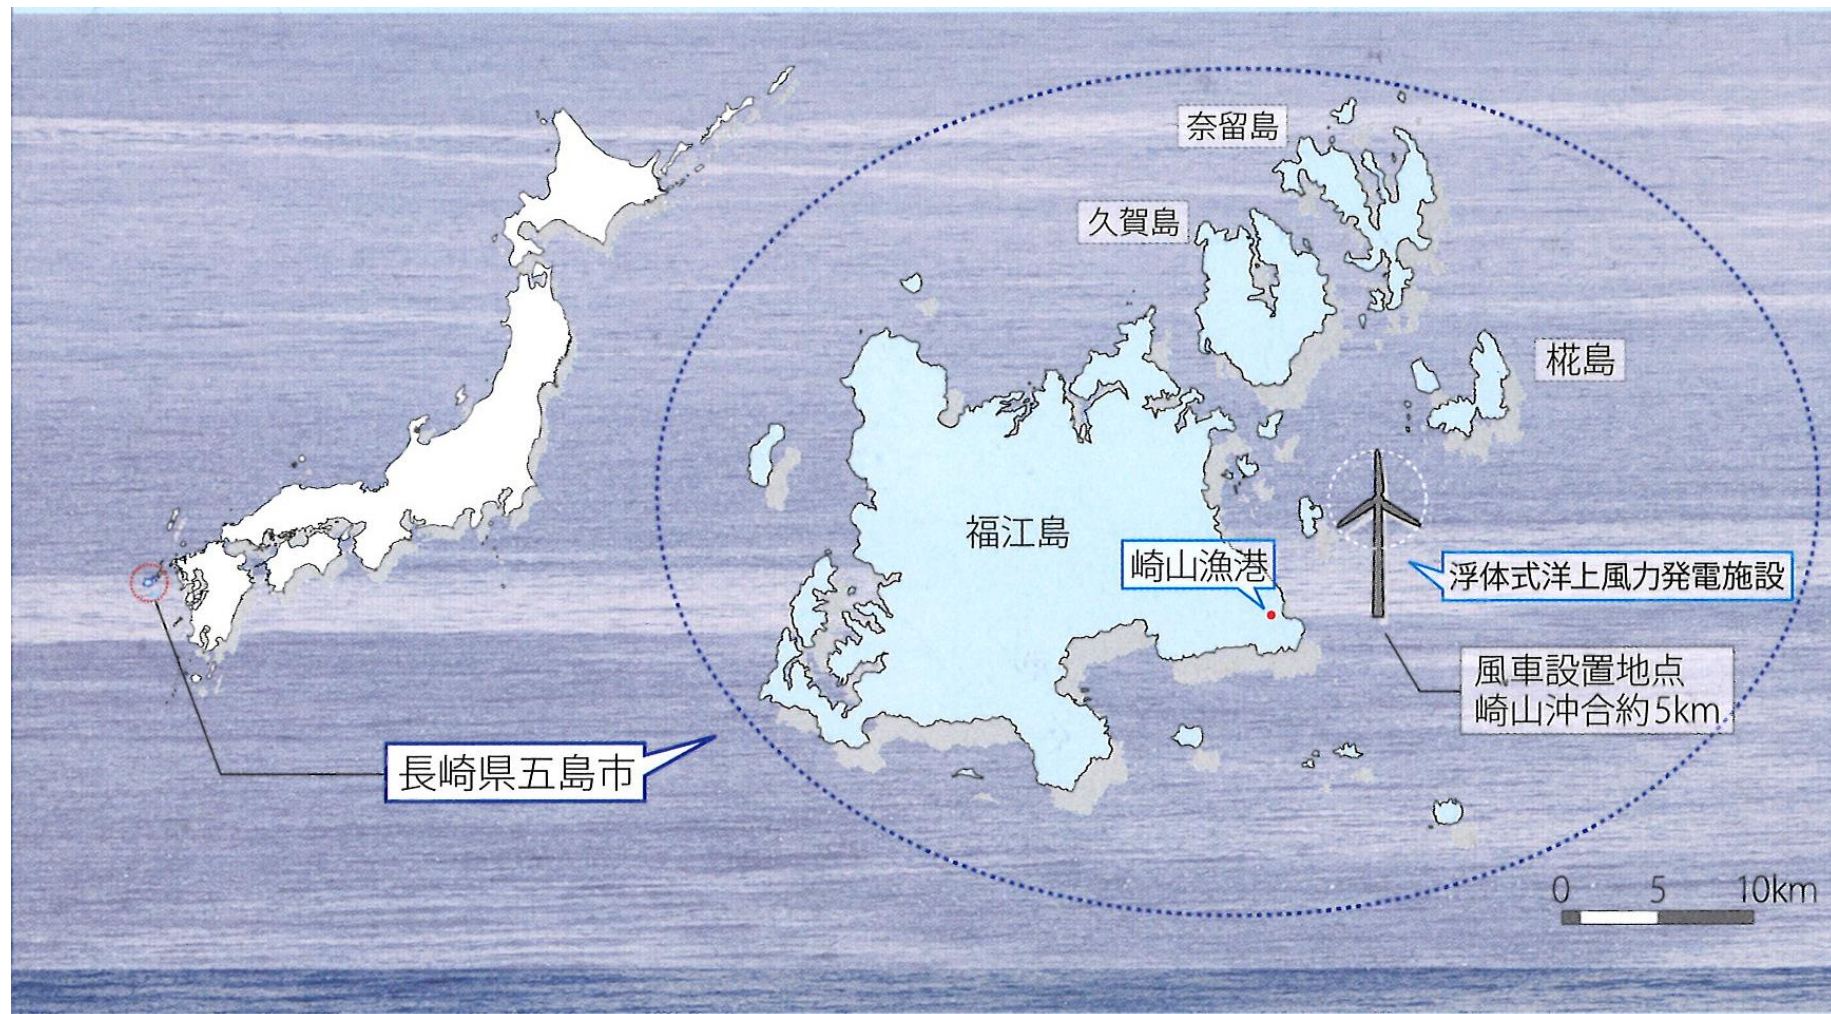 奈留島
久賀島
椛島
福江島
崎山漁港
浮体式洋上風力発電施設
風車設置地点
崎山沖合約5km
長崎県五島市
0 5 10km